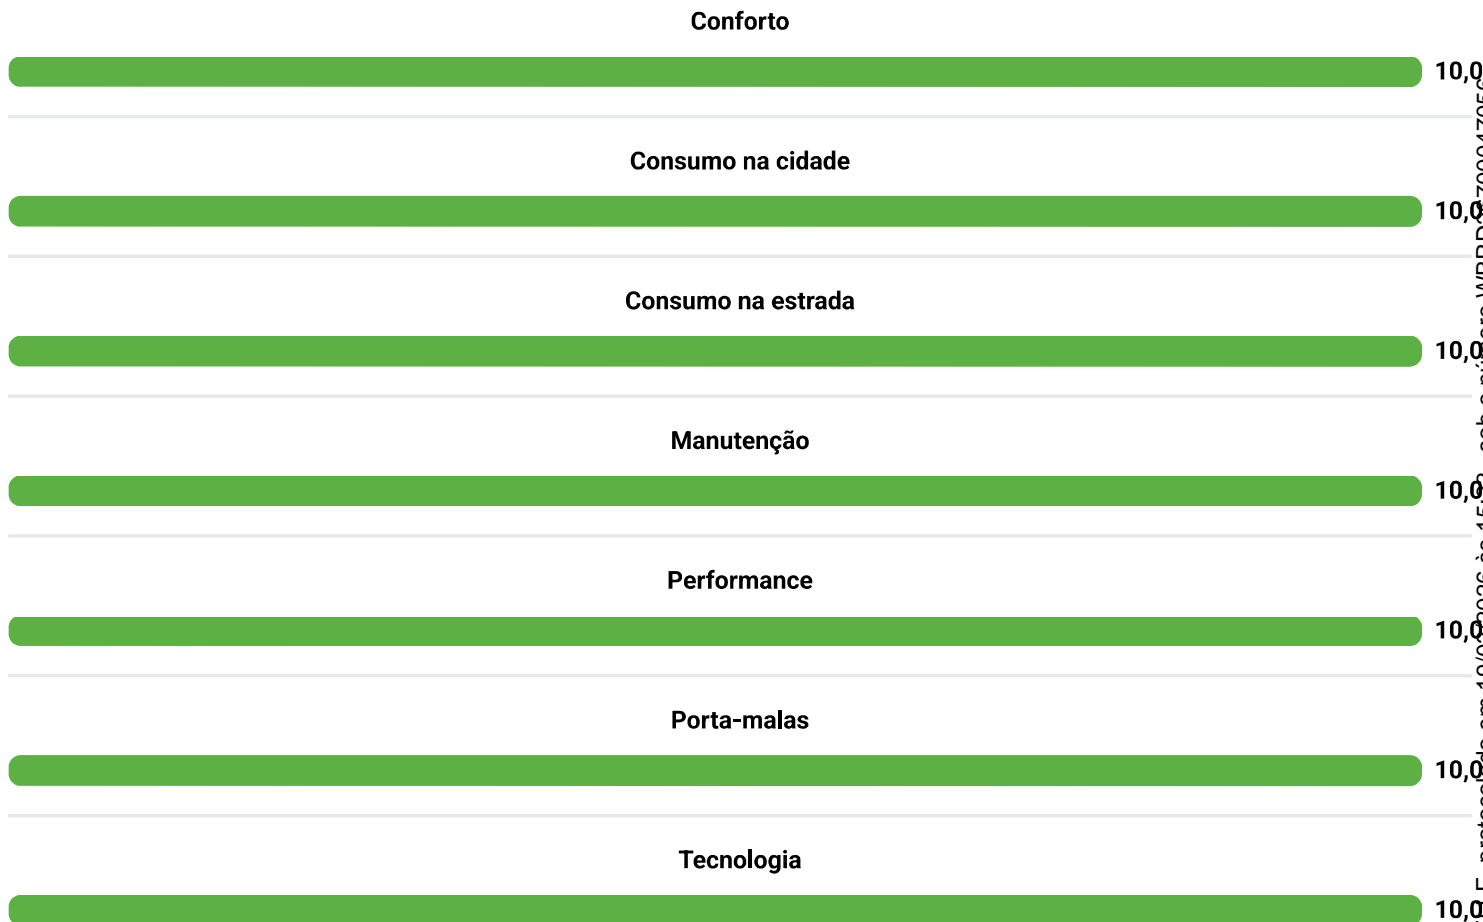 Conforto
10,0
Consumo na cidade
10,0
Consumo na estrada
10,0
Manutenção
10,0
Performance
10,0
Porta-malas
10,0
Tecnologia
10,0